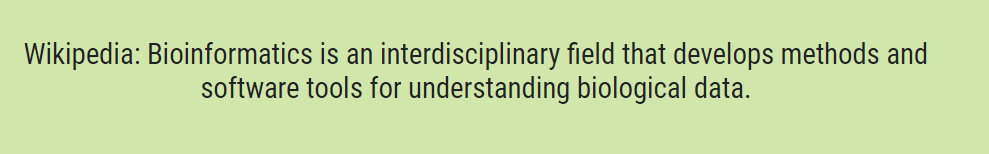 Wikipedia: Bioinformatics is an interdisciplinary field that develops methods and
software tools for understanding biological data.